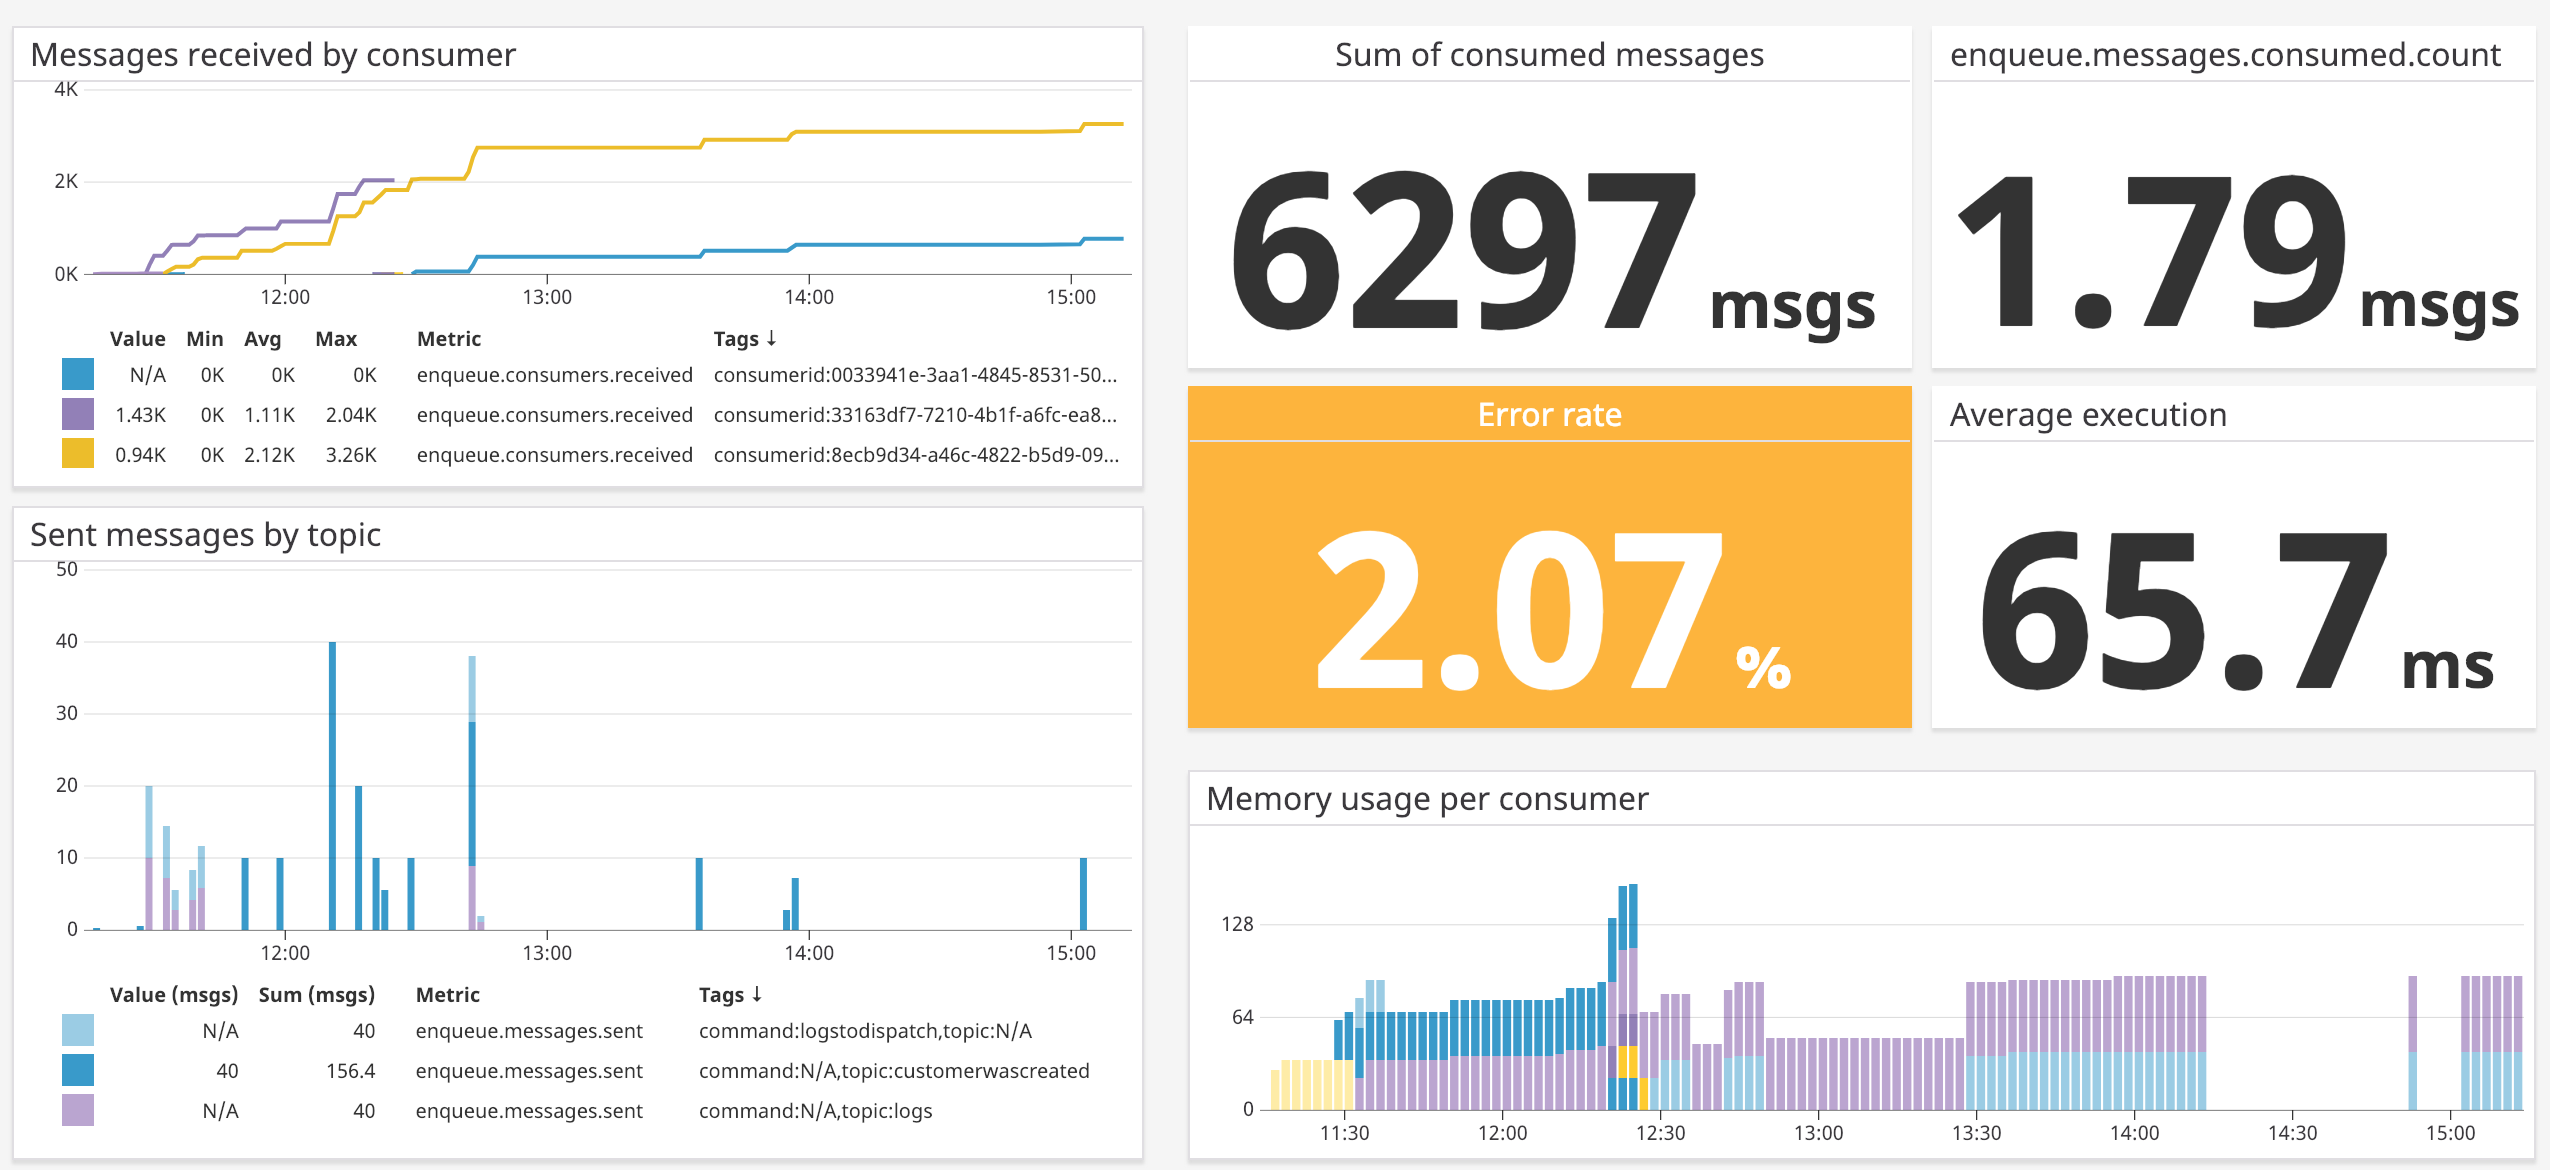 Messages received by consumer
4K
2K
0K
12:00 13:00 14:00 15:00
Value Min Avg Max Metric Tags ↓
N/A 0K 0K 0K enqueue.consumers.received consumerid:0033941e-3aa1-4845-8531-50...
1.43K 0K 1.11K 2.04K enqueue.consumers.received consumerid:33163df7-7210-4b1f-a6fc-ea8...
0.94K 0K 2.12K 3.26K enqueue.consumers.received consumerid:8ecb9d34-a46c-4822-b5d9-09...
Sent messages by topic
50
40
30
20
10
0
12:00 13:00 14:00 15:00
Value (msgs) Sum (msgs) Metric Tags ↓
N/A 40 enqueue.messages.sent command:logstodispatch,topic:N/A
40 156.4 enqueue.messages.sent command:N/A,topic:customerwascreated
N/A 40 enqueue.messages.sent command:N/A,topic:logs
Sum of consumed messages
6297 msgs
enqueue.messages.consumed.count
1.79 msgs
Error rate
2.07 %
Average execution
65.7 ms
Memory usage per consumer
128
64
0
11:30 12:00 12:30 13:00 13:30 14:00 14:30 15:00